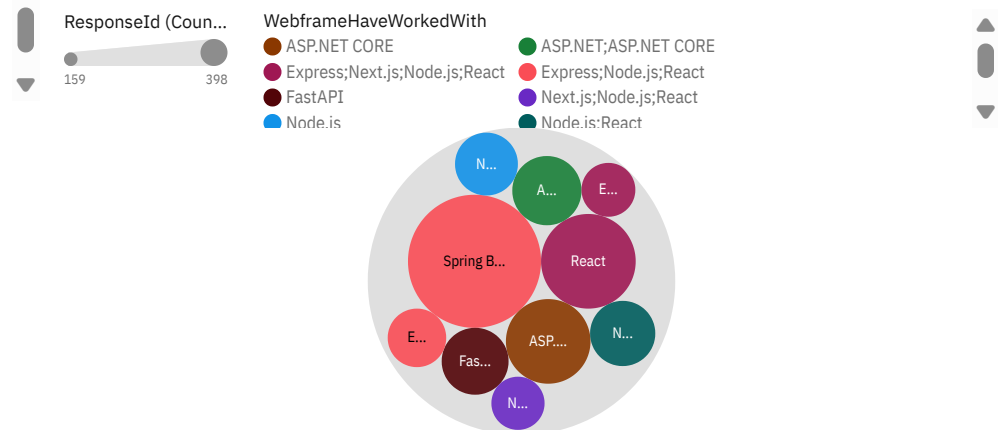 ResponseId (Coun...
159 398
WebframeHaveWorkedWith
ASP.NET CORE ASP.NET;ASP.NET CORE
Express;Next.js;Node.js;React Express;Node.js;React
FastAPI Next.js;Node.js;React
Node.js Node.js;React
N...
A...
E...
Spring B...
React
E...
Fas...
ASP....
N...
N...